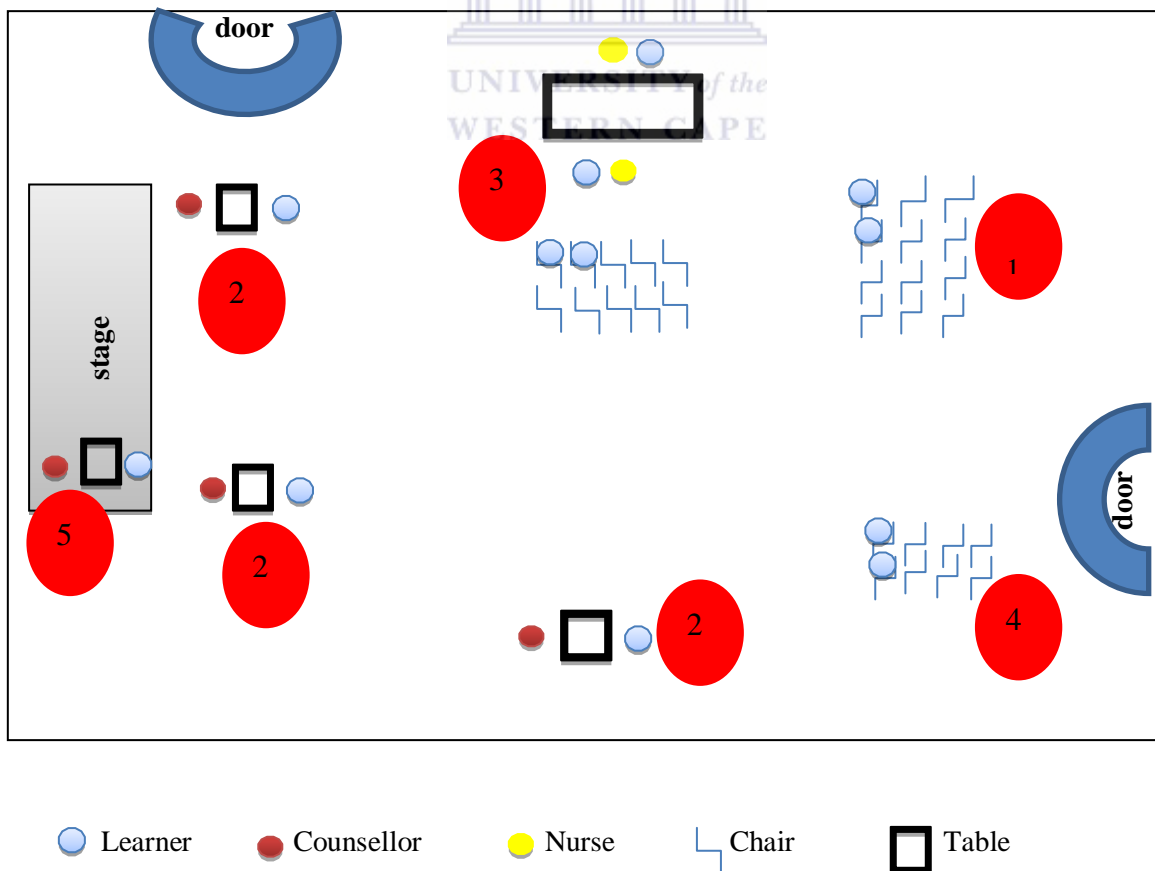 door
UNIVERSITY of the
WESTERN CAPE
3
1
2
stage
door
5
2
2
4
Learner
Counsellor
Nurse
Chair
Table